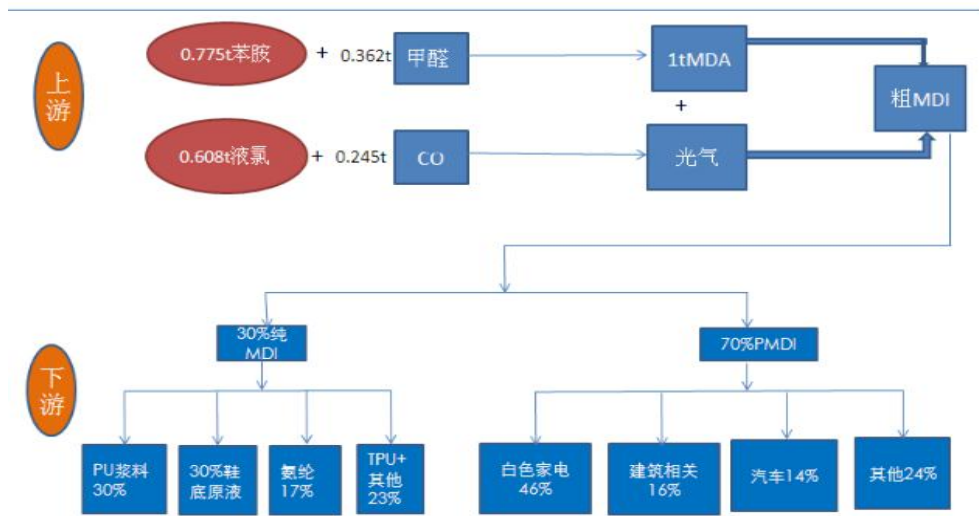 上游
0.775t苯胺 + 0.362t 甲醛 1tMDA
+
粗MDI
0.608t液氯 + 0.245t CO 光气
30%纯
MDI
70%PMDI
下游
PU浆料
30%
30%鞋
底原液
氨纶
17%
TPU+
其他
23%
白色家电
46%
建筑相关
16%
汽车14%
其他24%